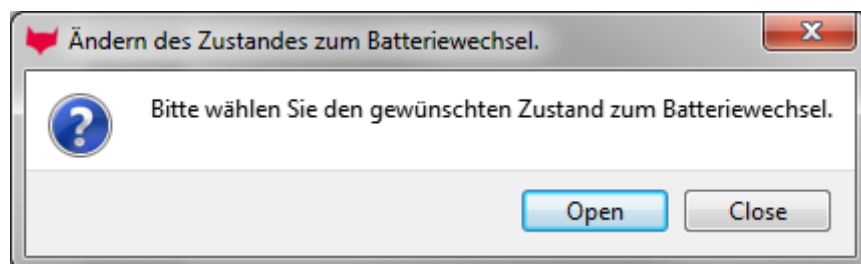 Ändern des Zustandes zum Batteriewechsel.
Bitte wählen Sie den gewünschten Zustand zum Batteriewechsel.
Open Close